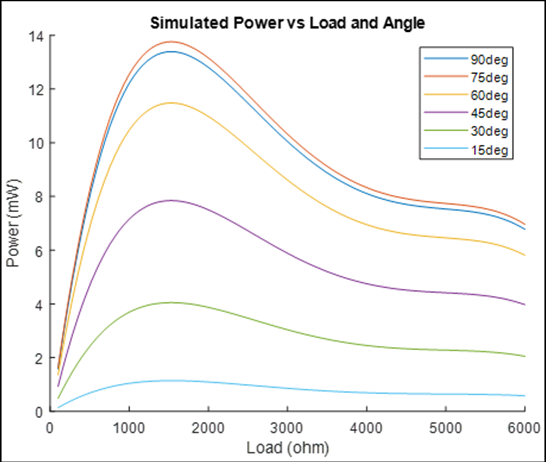 Simulated Power vs Load and Angle
14
12
10
8
6
4
2
0
Power (mW)
90deg
75deg
60deg
45deg
30deg
15deg
0 1000 2000 3000 4000 5000 6000
Load (ohm)